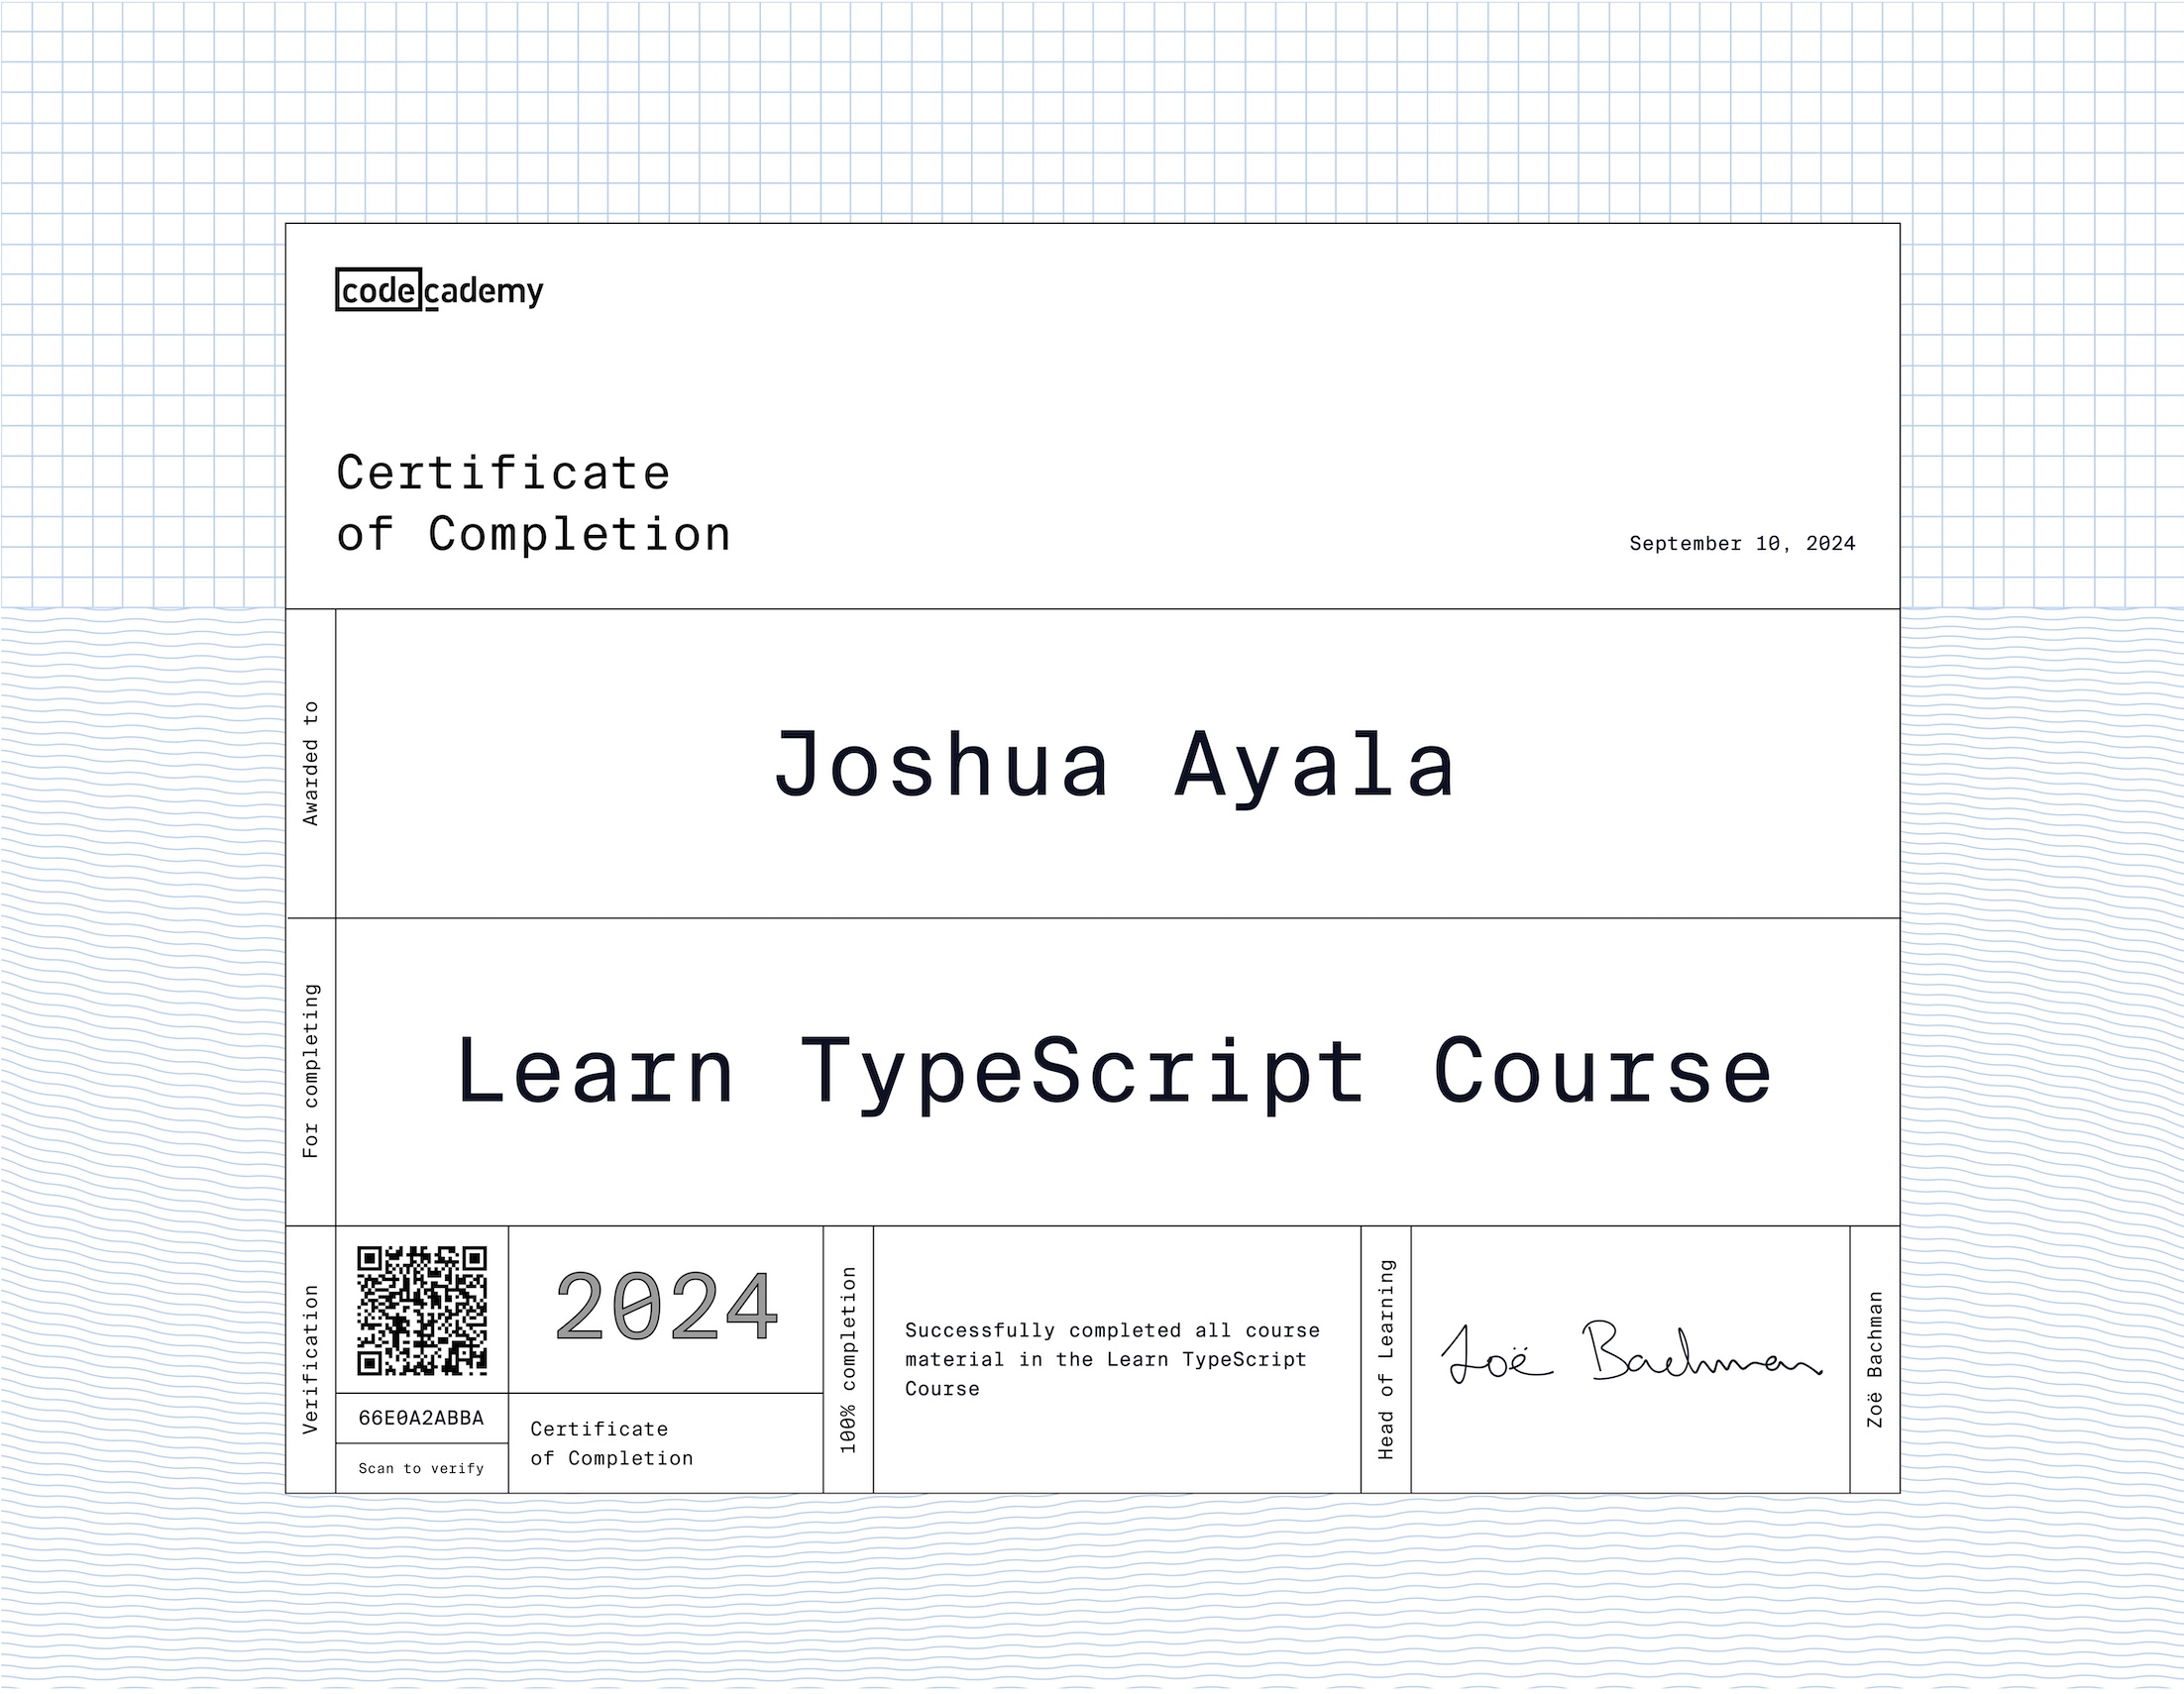 codecademy
Certificate
of Completion
September 10, 2024
Awarded to
Joshua Ayala
For completing
Learn TypeScript Course
Verification
66E0A2ABBA
Scan to verify
2024
Certificate
of Completion
100% completion
Successfully completed all course
material in the Learn TypeScript
Course
Head of Learning
Zoë Bachman
Zoë Bachman